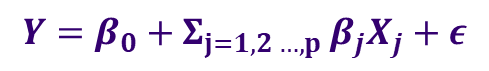 Y = β₀ + Σⱼ₌₁,₂ …,ₚ βⱼXⱼ + ϵ